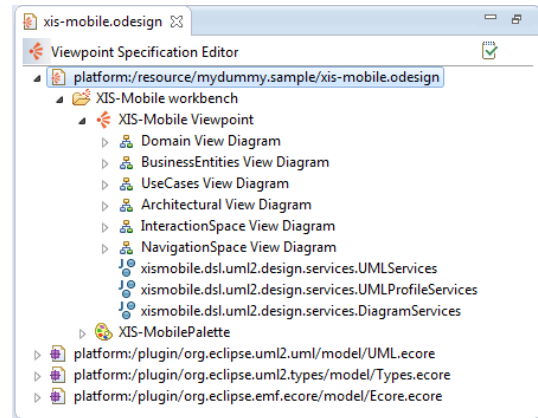 xis-mobile.odesign
Viewpoint Specification Editor
platform:/resource/mydummy.sample/xis-mobile.odesign
XIS-Mobile workbench
XIS-Mobile Viewpoint
Domain View Diagram
BusinessEntities View Diagram
UseCases View Diagram
Architectural View Diagram
InteractionSpace View Diagram
NavigationSpace View Diagram
xismobile.dsl.uml2.design.services.UMLServices
xismobile.dsl.uml2.design.services.UMLProfileServices
xismobile.dsl.uml2.design.services.DiagramServices
XIS-MobilePalette
platform:/plugin/org.eclipse.uml2.uml/model/UML.ecore
platform:/plugin/org.eclipse.uml2.types/model/Types.ecore
platform:/plugin/org.eclipse.emf.ecore/model/Ecore.ecore